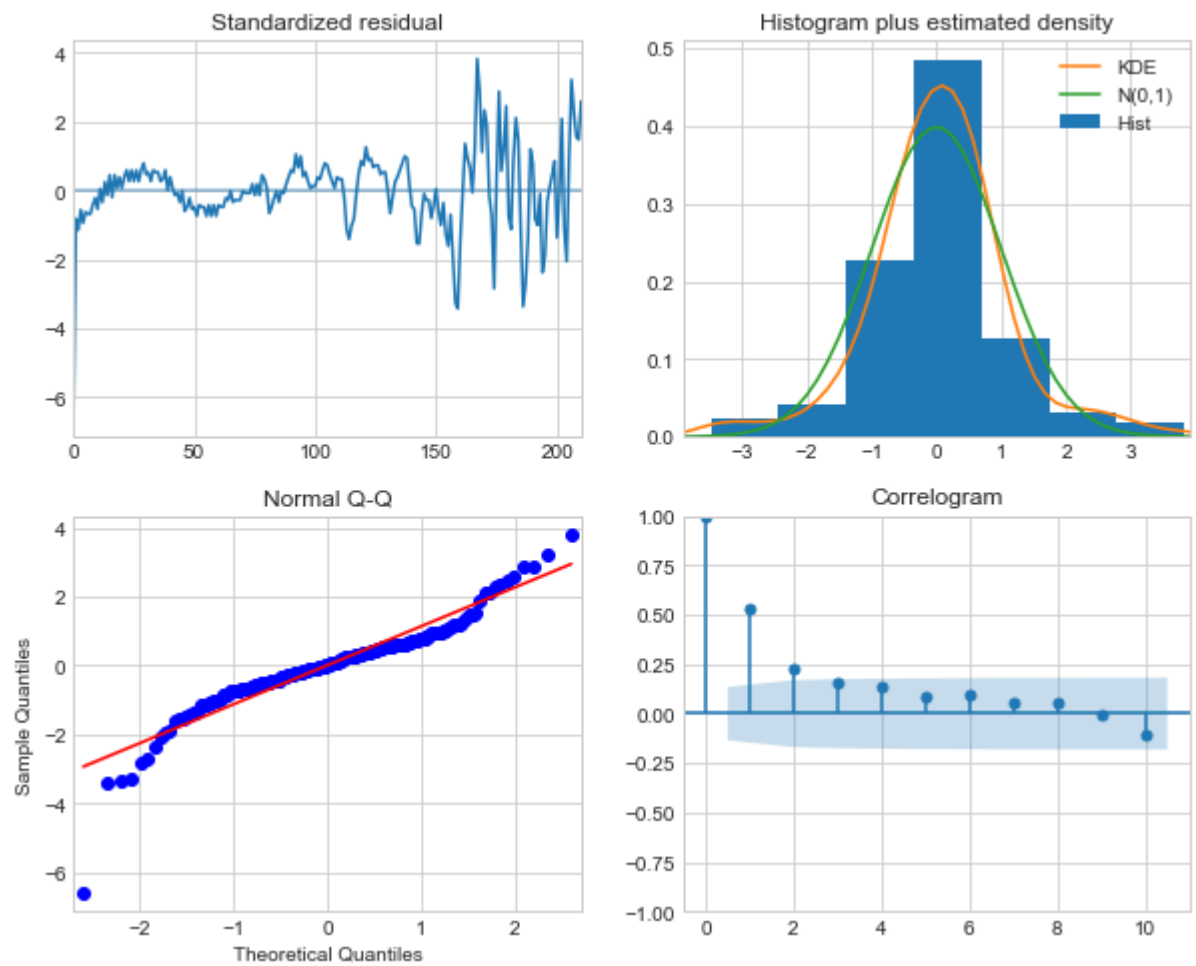 Standardized residual
4
2
0
−2
−4
−6
0 50 100 150 200
Histogram plus estimated density
0.5
0.4
0.3
0.2
0.1
0.0
KDE
N(0,1)
Hist
−3 −2 −1 0 1 2 3
Normal Q-Q
Sample Quantiles
4
2
0
−2
−4
−6
−2 −1 0 1 2
Theoretical Quantiles
Correlogram
1.00
0.75
0.50
0.25
0.00
−0.25
−0.50
−0.75
−1.00
0 2 4 6 8 10